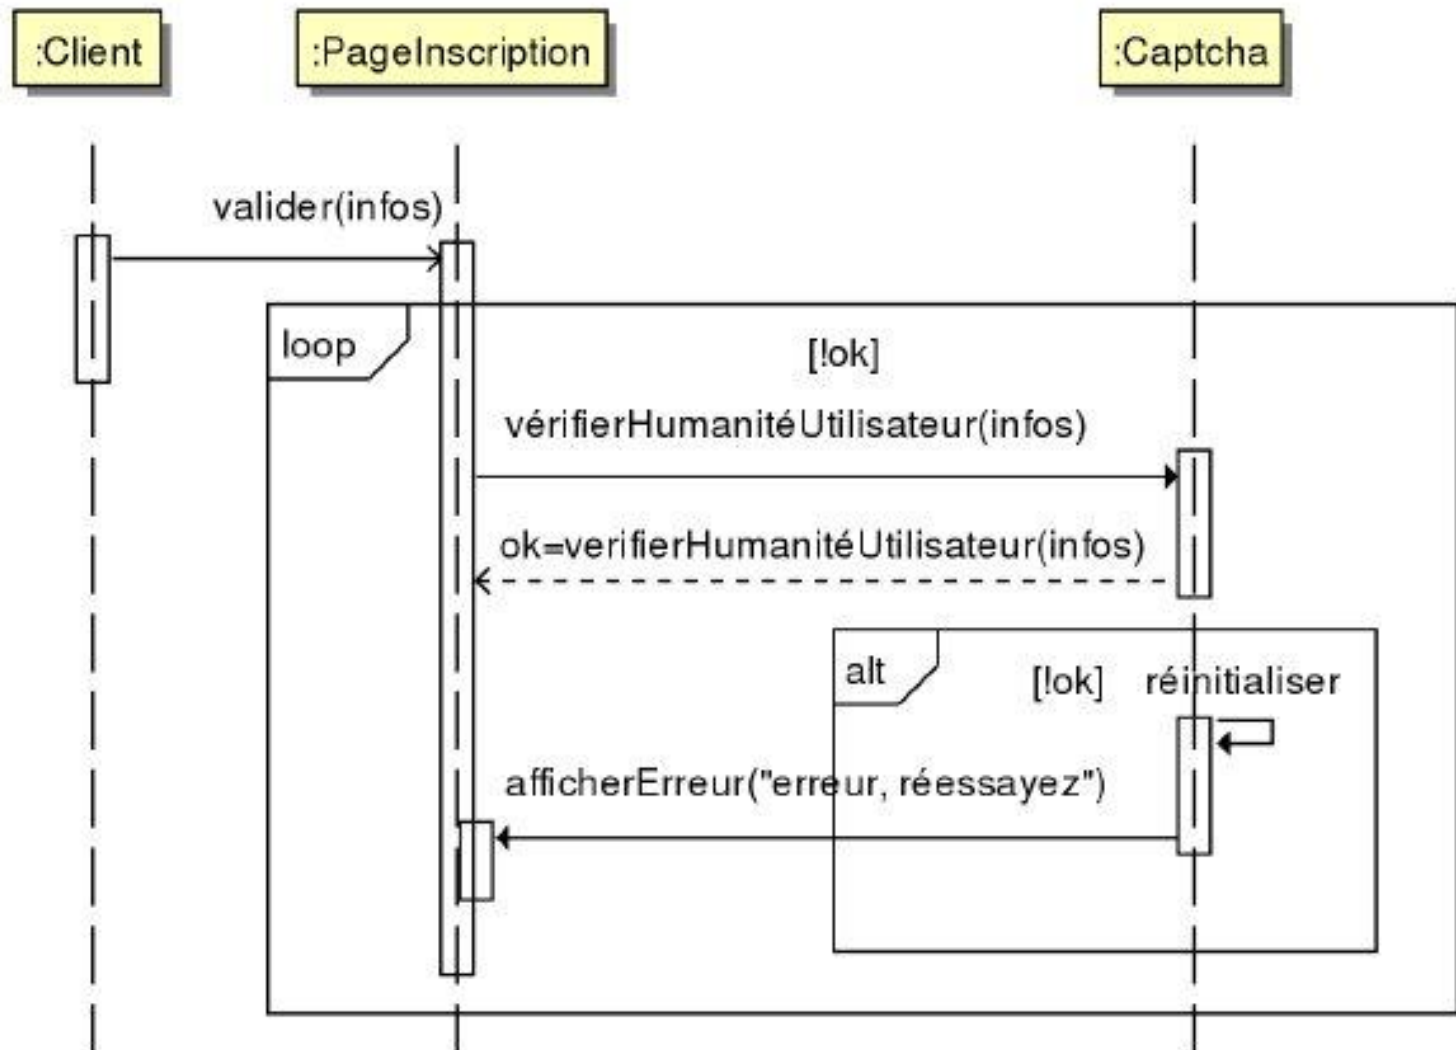 :Client
:PageInscription
:Captcha
valider(infos)
loop
[!ok]
vérifierHumanitéUtilisateur(infos)
ok=verifierHumanitéUtilisateur(infos)
alt
[!ok]
réinitialiser
afficherErreur("erreur, réessayez")